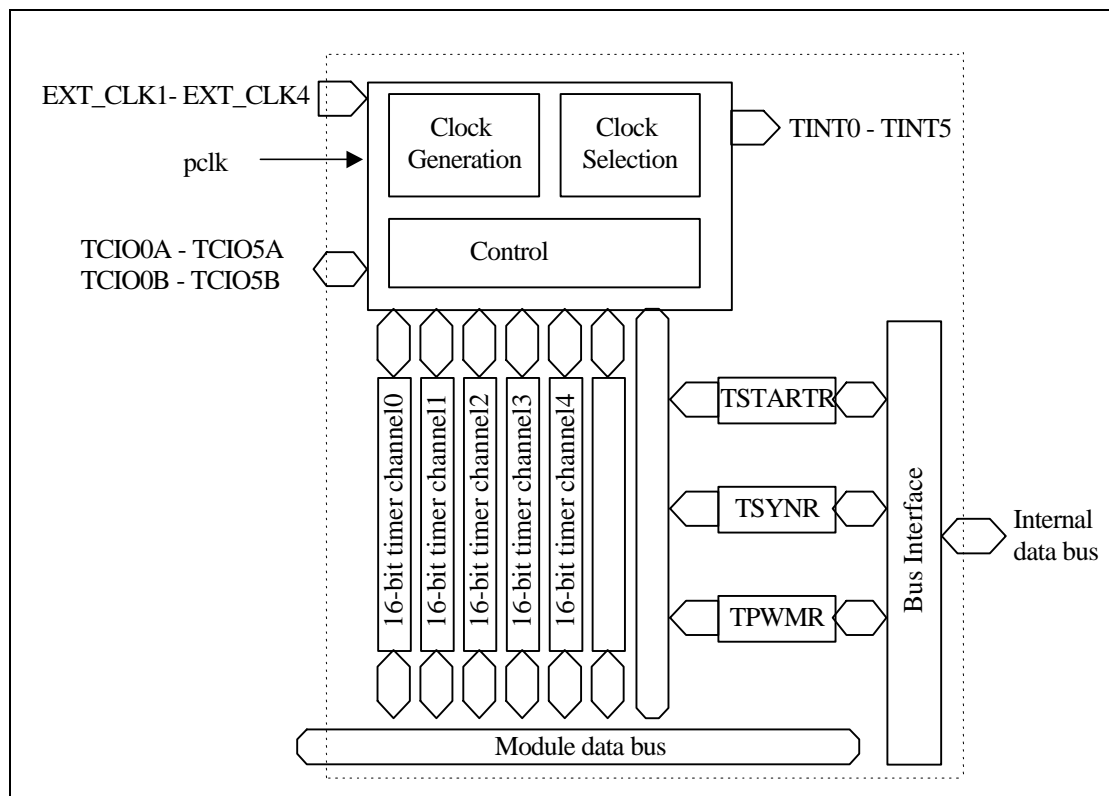 EXT_CLK1- EXT_CLK4
pclk
TCIO0A - TCIO5A
TCIO0B - TCIO5B
Clock
Generation
Clock
Selection
Control
TINT0 - TINT5
16-bit timer channel0
16-bit timer channel1
16-bit timer channel2
16-bit timer channel3
16-bit timer channel4
TSTARTR
TSYNR
TPWMR
Bus Interface
Internal
data bus
Module data bus